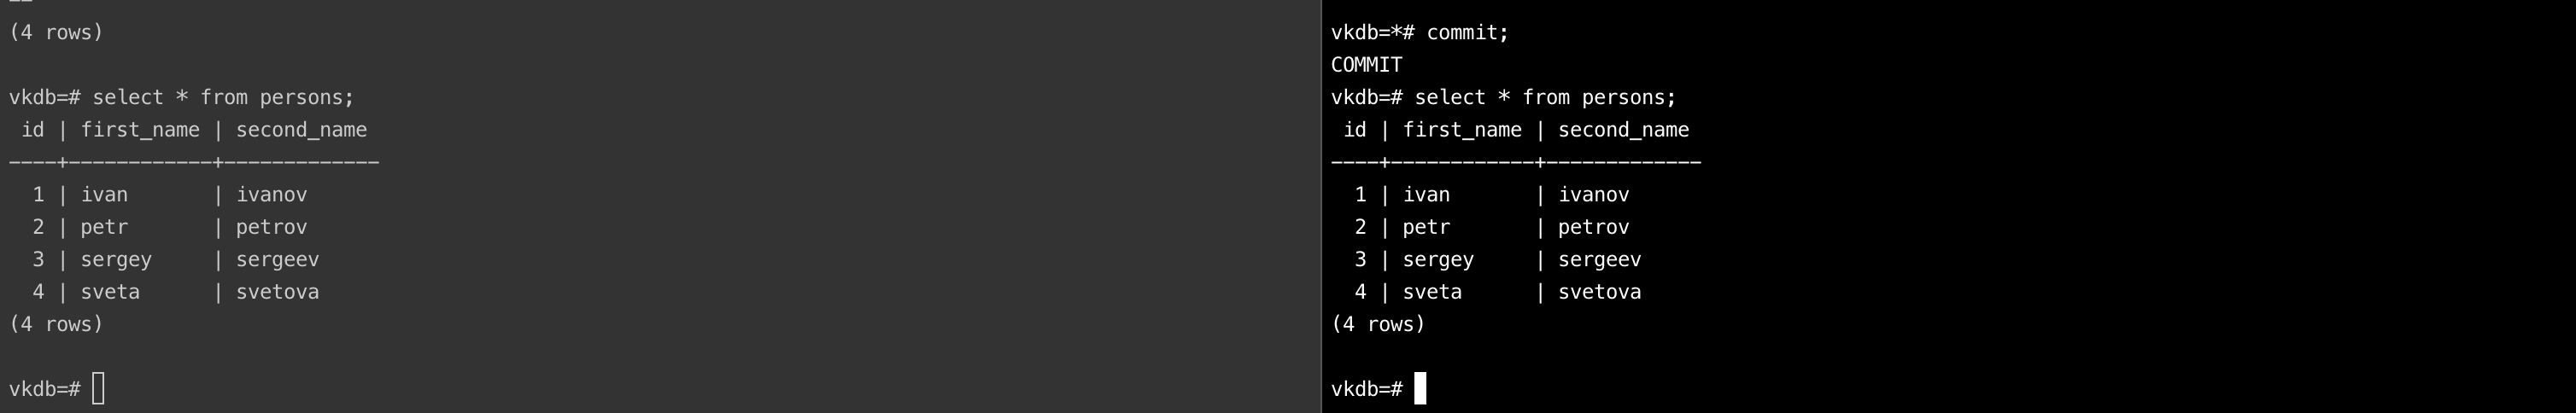 (4 rows)
vkdb=# select * from persons;
 id | first_name | second_name
----+------------+-------------
  1 | ivan       | ivanov
  2 | petr       | petrov
  3 | sergey     | sergeev
  4 | sveta      | svetova
(4 rows)
vkdb=#
vkdb=*# commit;
COMMIT
vkdb=# select * from persons;
 id | first_name | second_name
----+------------+-------------
  1 | ivan       | ivanov
  2 | petr       | petrov
  3 | sergey     | sergeev
  4 | sveta      | svetova
(4 rows)
vkdb=#